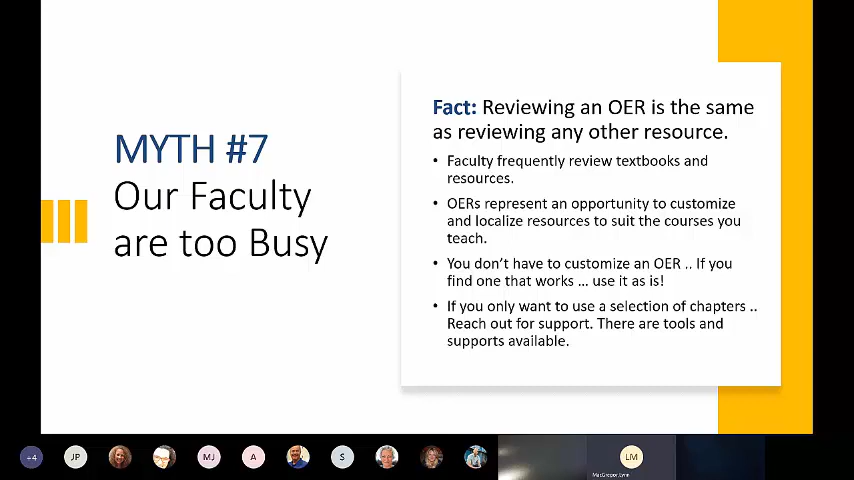 MYTH #7
Our Faculty
are too Busy
Fact: Reviewing an OER is the same
as reviewing any other resource.
• Faculty frequently review textbooks and
resources.
• OERs represent an opportunity to customize
and localize resources to suit the courses you
teach.
• You don't have to customize an OER .. If you
find one that works ... use it as is!
• If you only want to use a selection of chapters ..
Reach out for support. There are tools and
supports available.
+4
JP
MJ
A
S
LM
MacGregor.Lynn